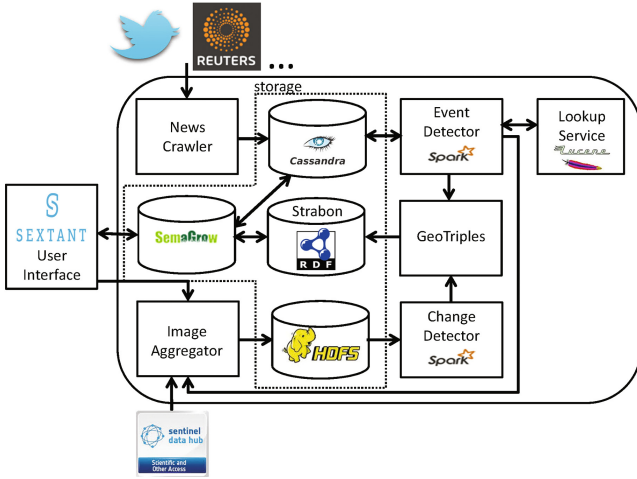 REUTERS
...
storage
News
Crawler
Cassandra
Event
Detector
Spark
Lookup
Service
Lucene
S
SEXTANT
User
Interface
SemaGrow
Strabon
RDF
GeoTriples
Image
Aggregator
HDFS
Change
Detector
Spark
sentinel
data hub
Scientific and
Other Access